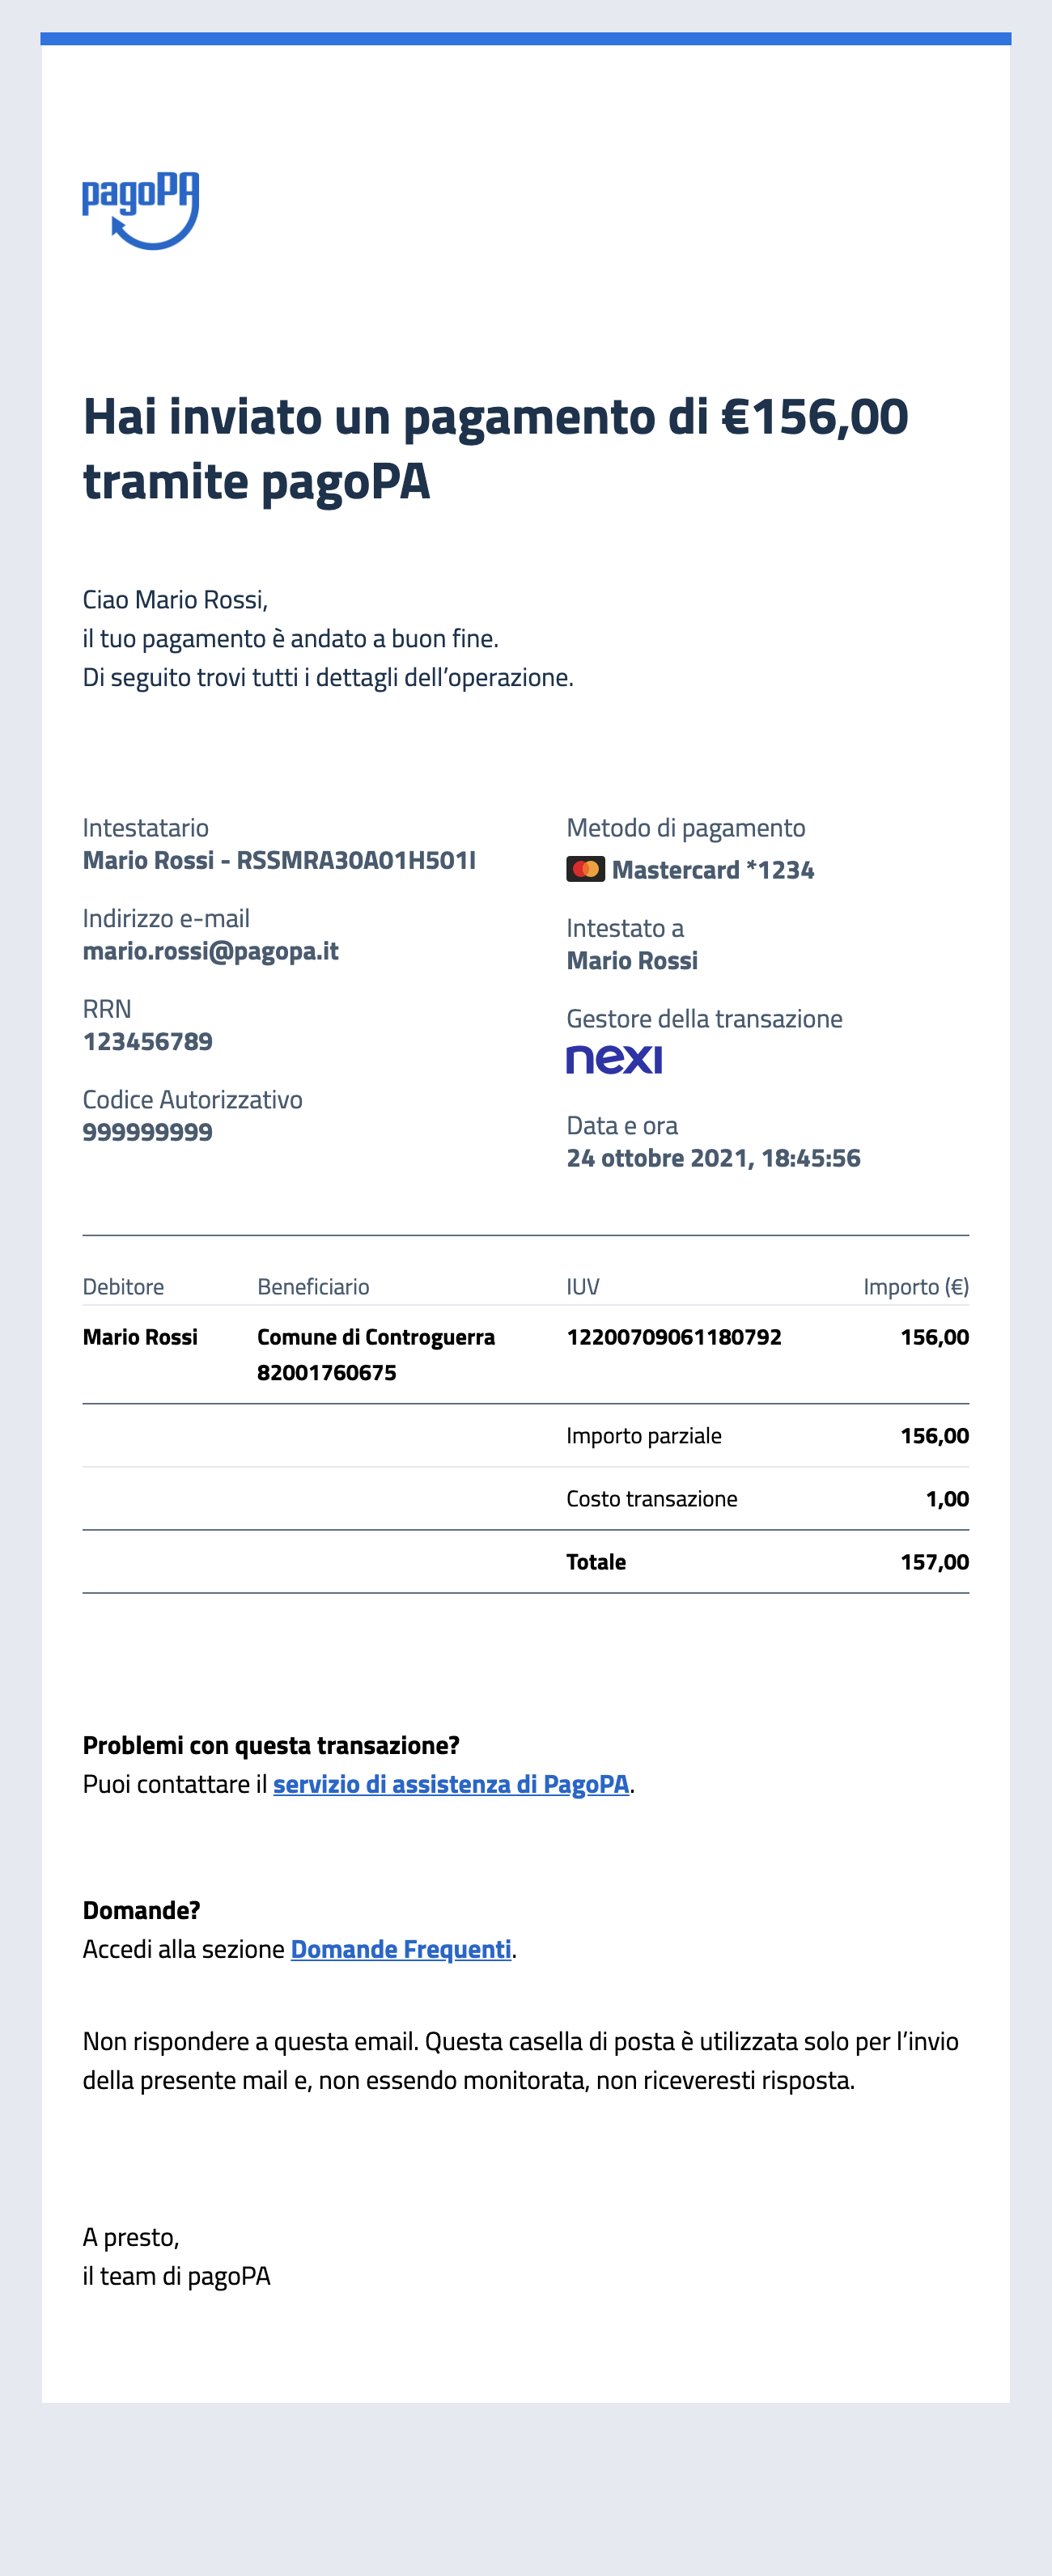 pagoPA
Hai inviato un pagamento di €156,00
tramite pagoPA
Ciao Mario Rossi,
il tuo pagamento è andato a buon fine.
Di seguito trovi tutti i dettagli dell’operazione.
Intestatario
Mario Rossi - RSSMRA30A01H501I
Indirizzo e-mail
mario.rossi@pagopa.it
RRN
123456789
Codice Autorizzativo
999999999
Metodo di pagamento
Mastercard *1234
Intestato a
Mario Rossi
Gestore della transazione
nexi
Data e ora
24 ottobre 2021, 18:45:56
Debitore Beneficiario IUV Importo (€)
Mario Rossi Comune di Controguerra 12200709061180792 156,00
82001760675
Importo parziale 156,00
Costo transazione 1,00
Totale 157,00
Problemi con questa transazione?
Puoi contattare il servizio di assistenza di PagoPA.
Domande?
Accedi alla sezione Domande Frequenti.
Non rispondere a questa email. Questa casella di posta è utilizzata solo per l’invio
della presente mail e, non essendo monitorata, non riceveresti risposta.
A presto,
il team di pagoPA